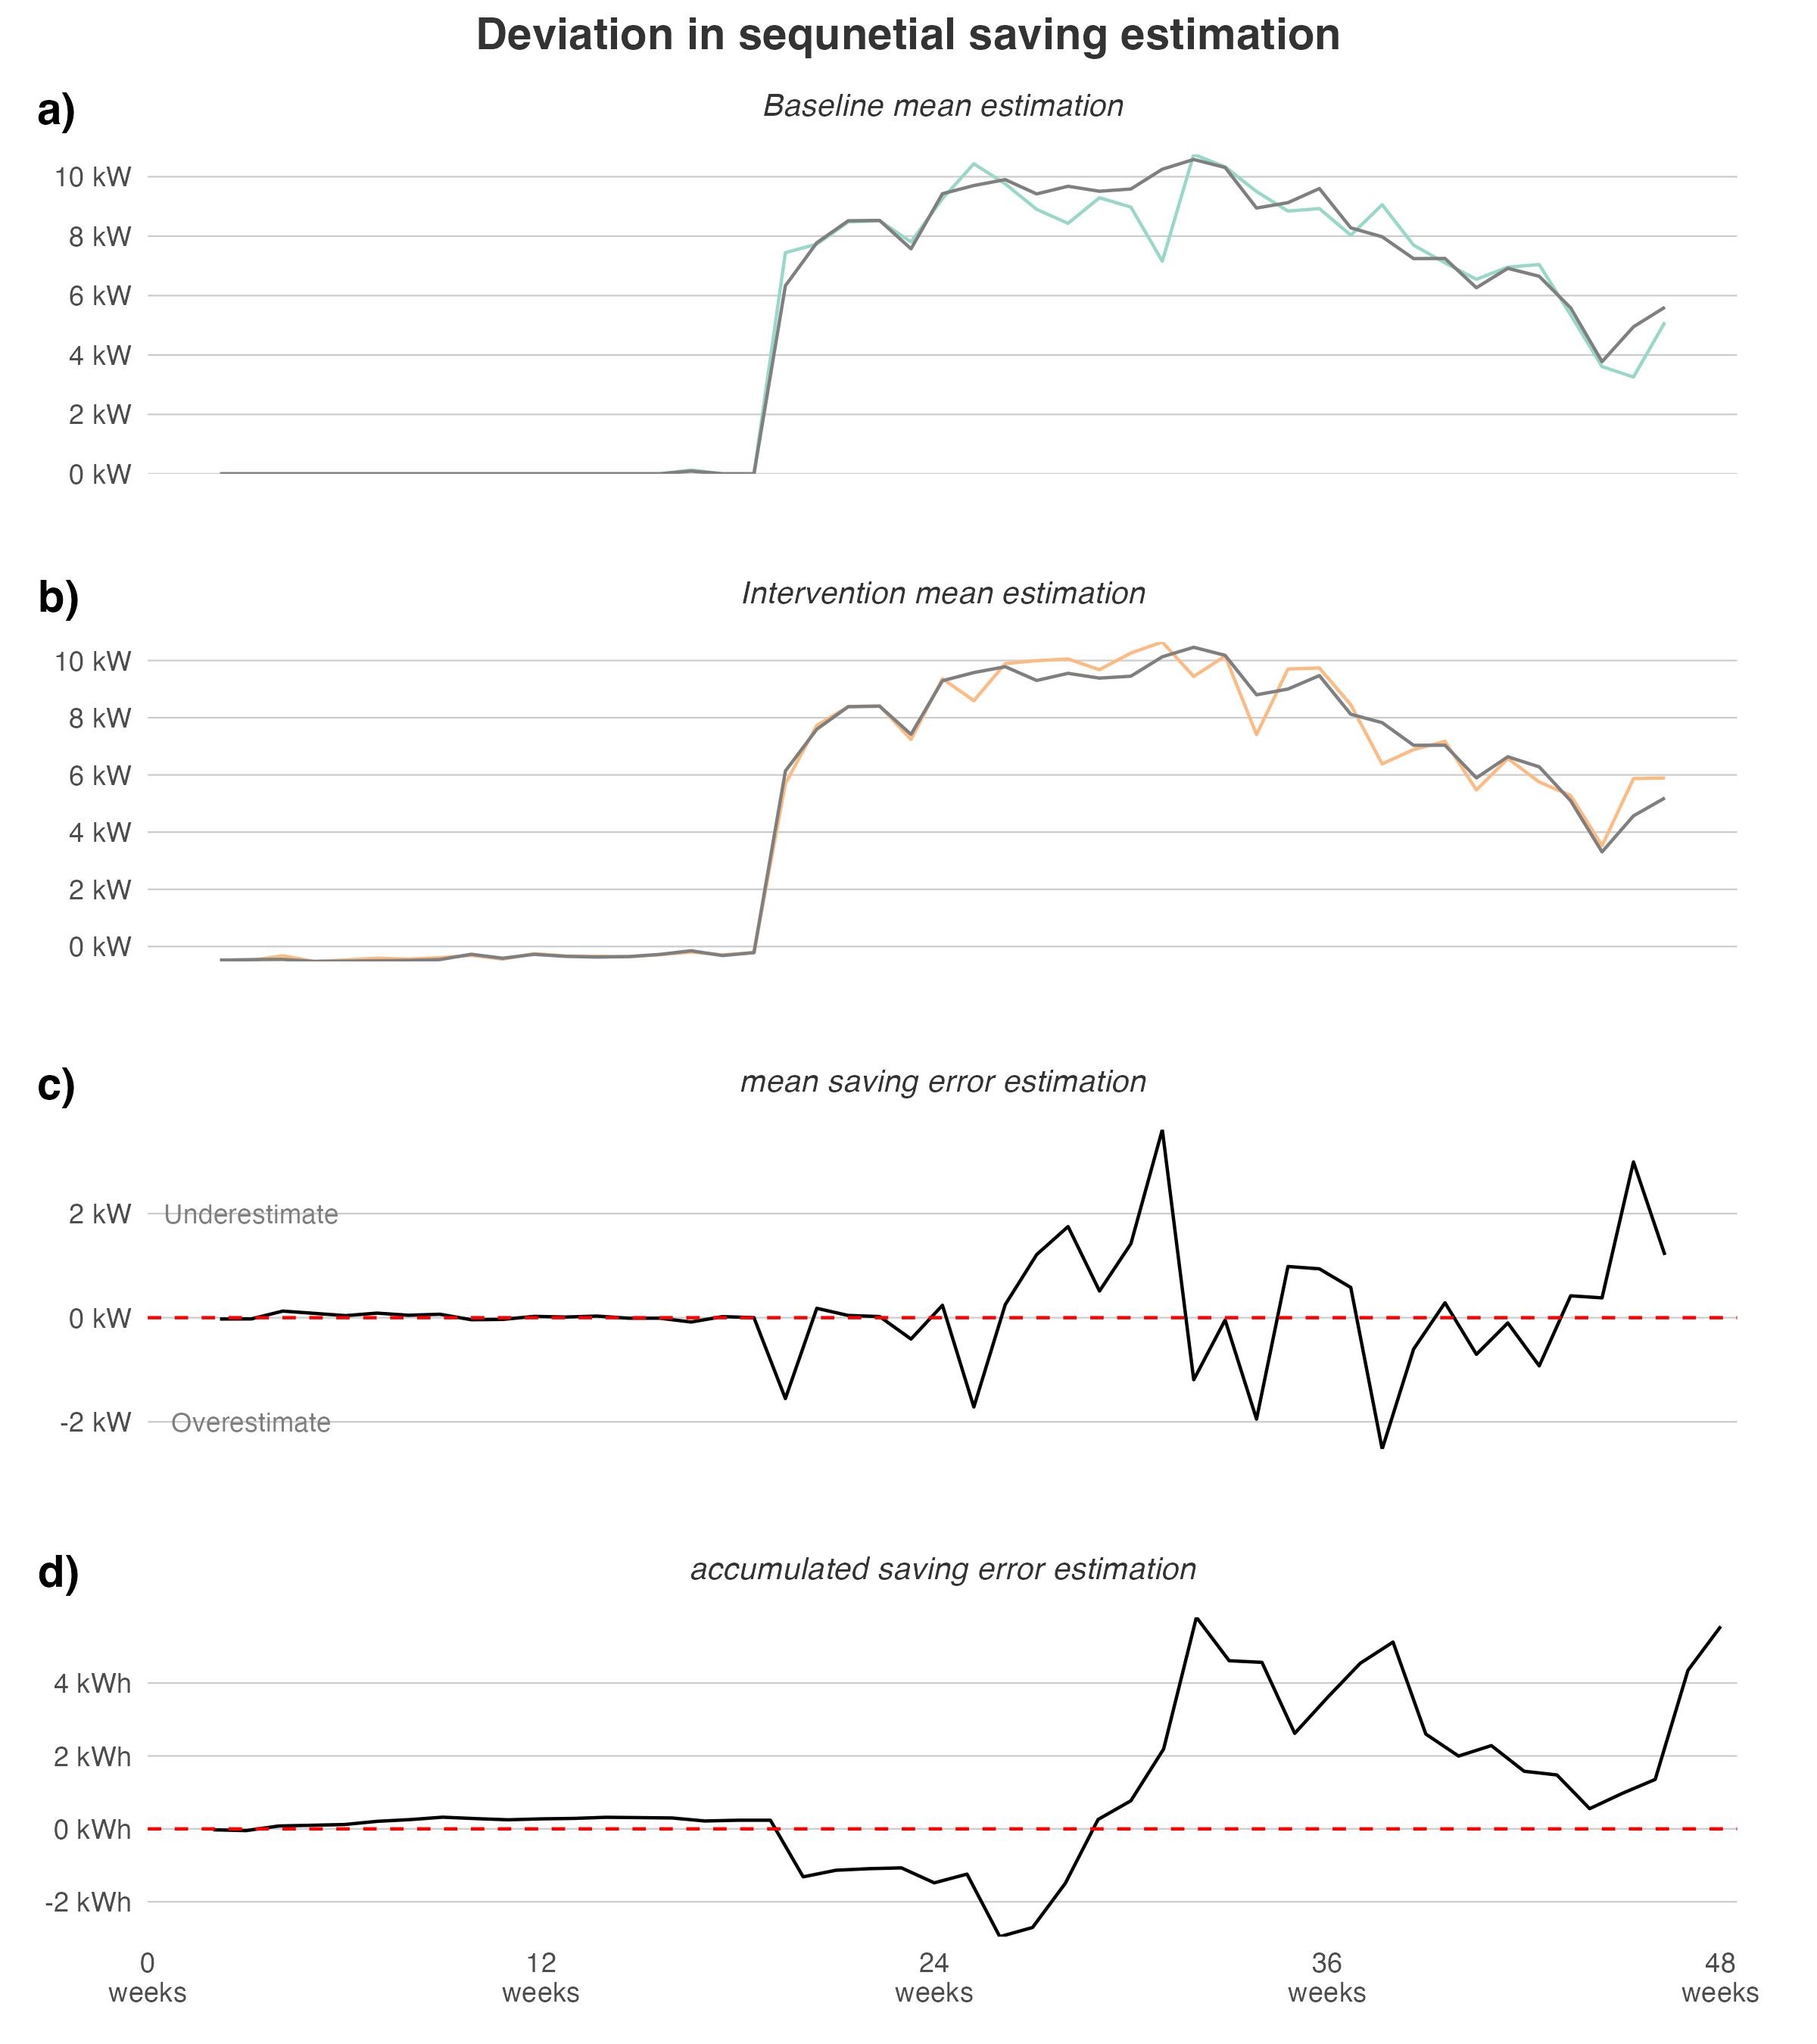 Deviation in sequnetial saving estimation
a)
Baseline mean estimation
10 kW
8 kW
6 kW
4 kW
2 kW
0 kW
b)
Intervention mean estimation
10 kW
8 kW
6 kW
4 kW
2 kW
0 kW
c)
mean saving error estimation
2 kW
Underestimate
0 kW
-2 kW
Overestimate
d)
accumulated saving error estimation
4 kWh
2 kWh
0 kWh
-2 kWh
0 12 24 36 48
weeks weeks weeks weeks weeks